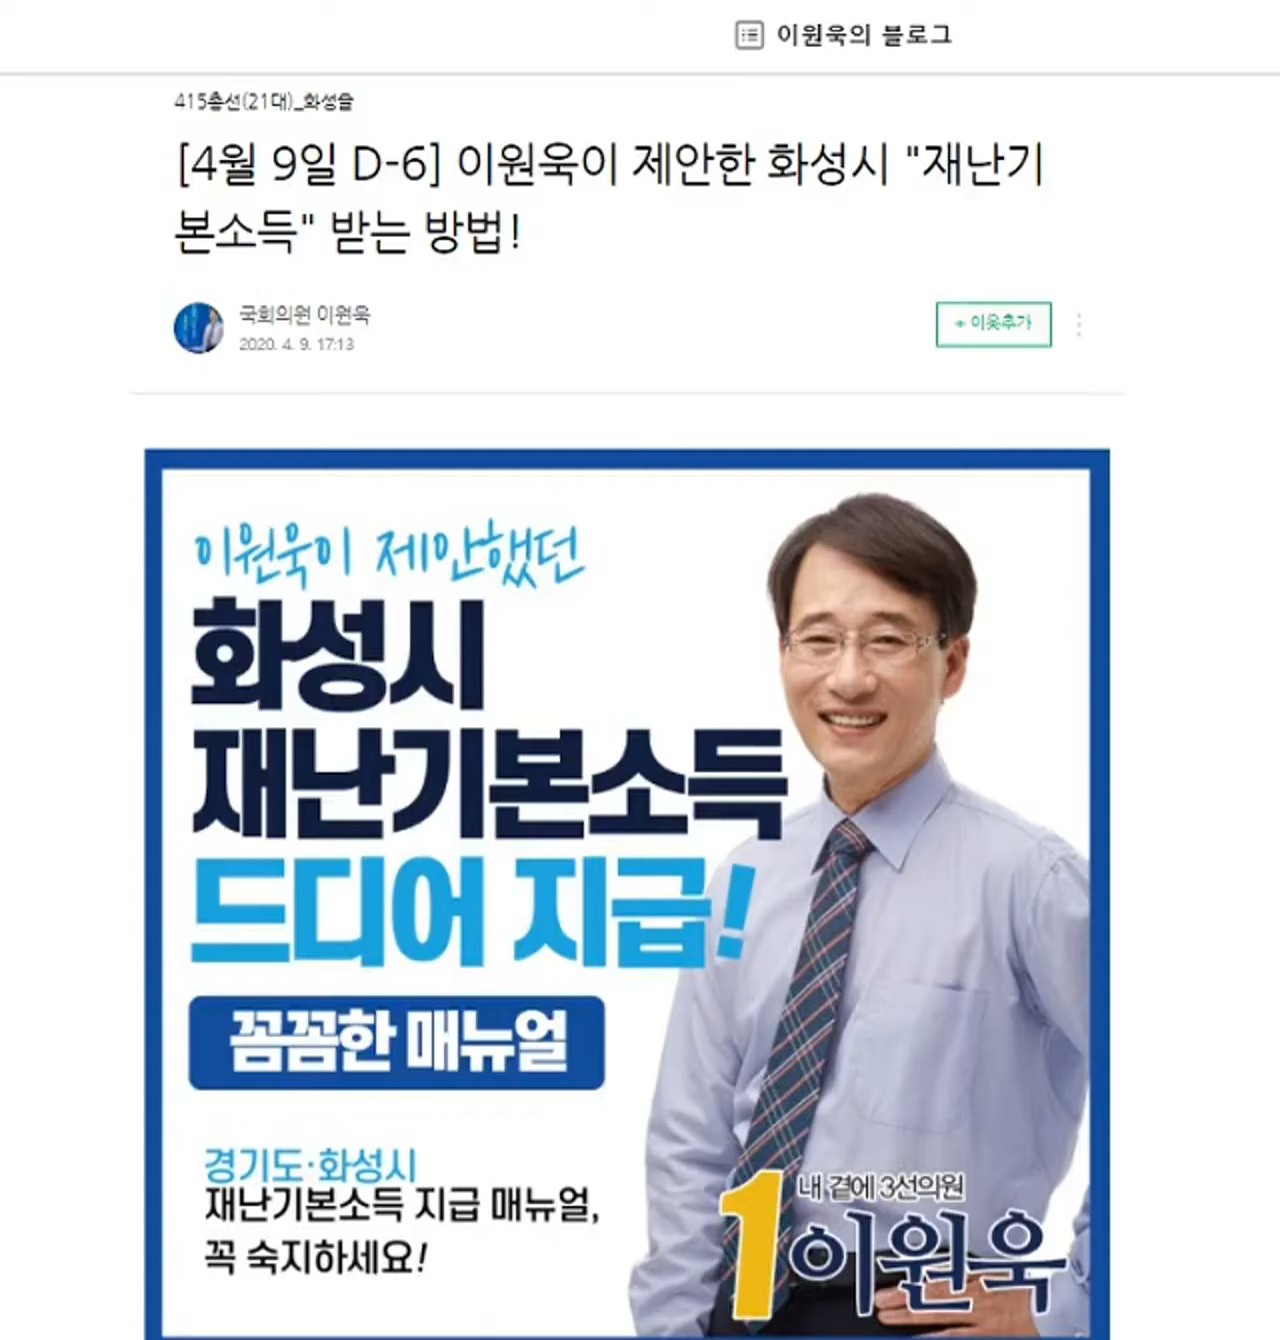 이원욱의 블로그
415총선(21대)_화성을
[4월 9일 D-6] 이원욱이 제안한 화성시 "재난기
본소득" 받는 방법!
국회의원 이원욱
2020. 4. 9. 17:13
+ 이웃추가
이원욱이 제안했던
화성시
재난기본소득
드디어 지급!
꼼꼼한 매뉴얼
경기도·화성시
재난기본소득 지급 매뉴얼,
꼭 숙지하세요!
내 곁에 3선의원
1 이원욱